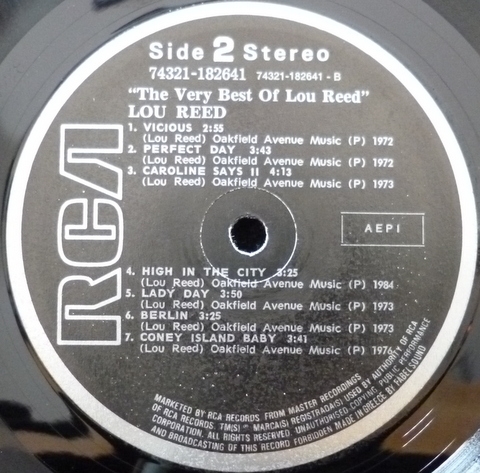 Side 2 Stereo
74321-182641 74321-182641 - B
"The Very Best Of Lou Reed"
LOU REED
1. VICIOUS 2:55
(Lou Reed) Oakfield Avenue Music (P) 1972
2. PERFECT DAY 3:43
(Lou Reed) Oakfield Avenue Music (P) 1972
3. CAROLINE SAYS II 4:13
(Lou Reed) Oakfield Avenue Music (P) 1973
RCA
AEPI
4. HIGH IN THE CITY 3:25
(Lou Reed) Oakfield Avenue Music (P) 1984
5. LADY DAY 3:50
(Lou Reed) Oakfield Avenue Music (P) 1973
6. BERLIN 3:25
(Lou Reed) Oakfield Avenue Music (P) 1973
7. CONEY ISLAND BABY 3:41
(Lou Reed) Oakfield Avenue Music (P) 1976
MARKETED BY RCA RECORDS FROM MASTER RECORDINGS
OF RCA RECORDS. TM(S) ® MARCA(S) REGISTRADA(S) USED BY AUTHORITY OF RCA
CORPORATION. ALL RIGHTS RESERVED. UNAUTHORISED COPYING PUBLIC PERFORMANCE
AND BROADCASTING OF THIS RECORD FORBIDDEN MADE IN GREECE BY FABELSOUND